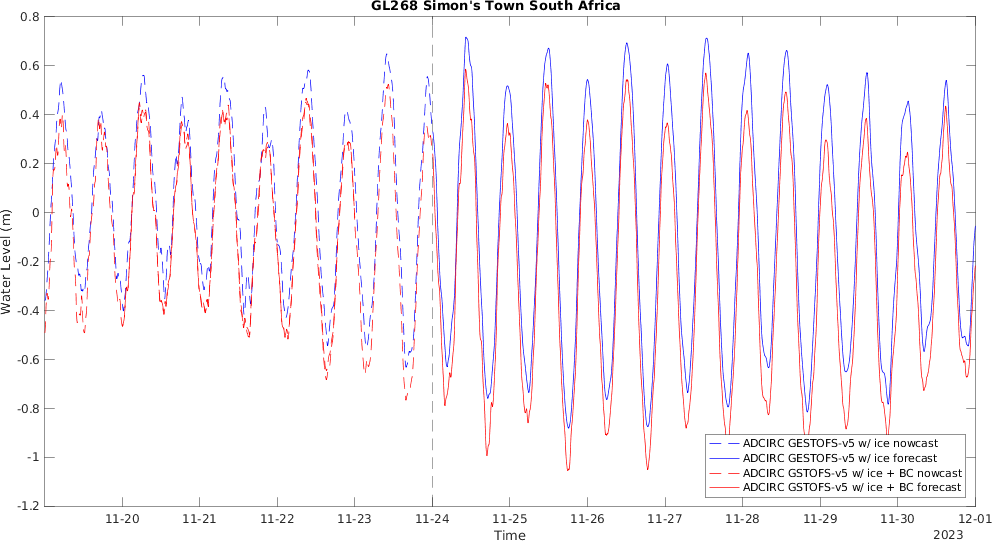 GL268 Simon's Town South Africa
0.8
0.6
0.4
0.2
0
-0.2
-0.4
-0.6
-0.8
-1
-1.2
Water Level (m)
ADCIRC GESTOFS-v5 w/ ice nowcast
ADCIRC GESTOFS-v5 w/ ice forecast
ADCIRC GSTOFS-v5 w/ ice + BC nowcast
ADCIRC GSTOFS-v5 w/ ice + BC forecast
11-20 11-21 11-22 11-23 11-24 11-25 11-26 11-27 11-28 11-29 11-30 12-01
Time
2023